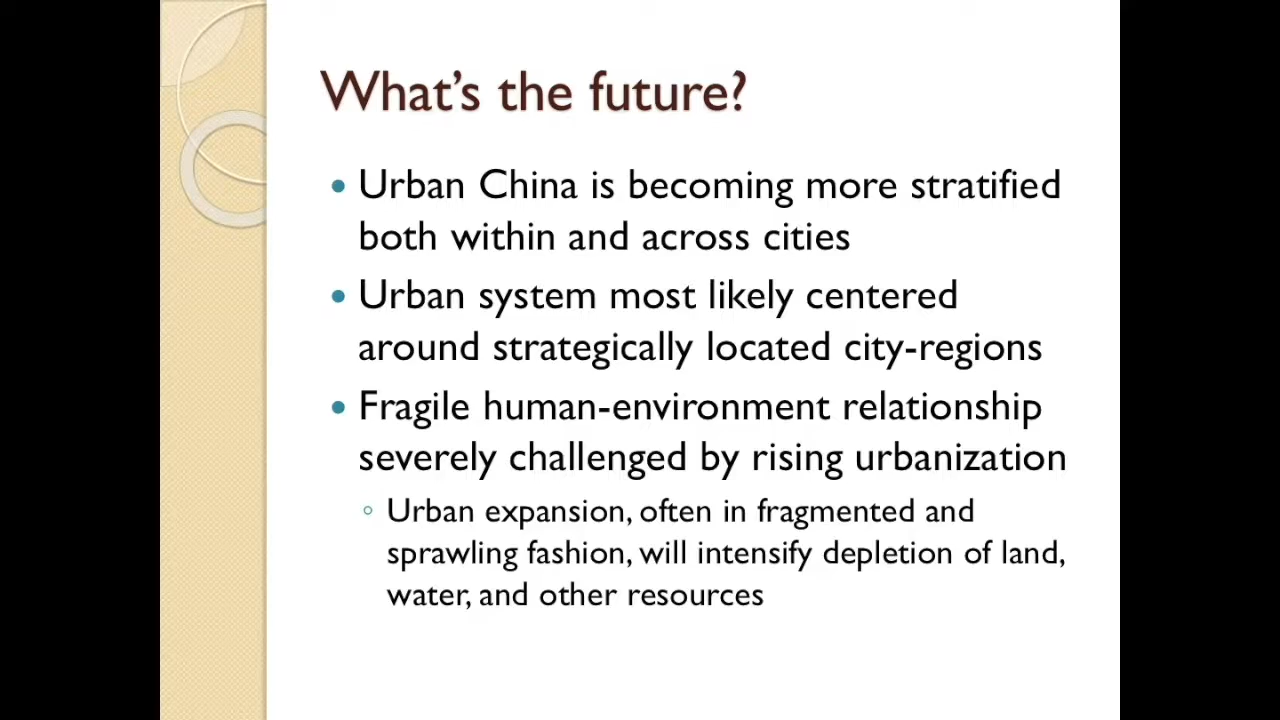 What's the future?
• Urban China is becoming more stratified
both within and across cities
• Urban system most likely centered
around strategically located city-regions
• Fragile human-environment relationship
severely challenged by rising urbanization
◦ Urban expansion, often in fragmented and
sprawling fashion, will intensify depletion of land,
water, and other resources